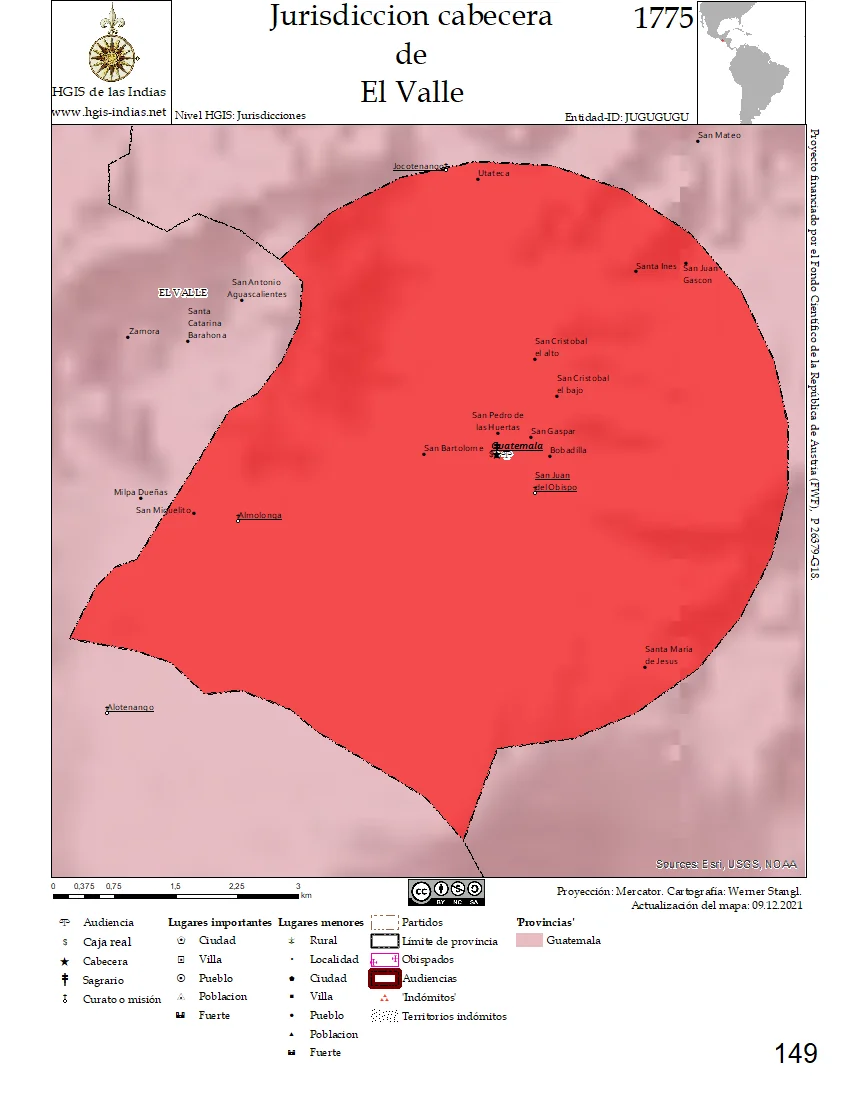 Jurisdiccion cabecera
de
El Valle
1775
HGIS de las Indias
www.hgis-indias.net
Nivel HGIS: Jurisdicciones
Entidad-ID: JUGUGUGU
San Mateo
Jocotenango
Utateca
Santa Ines
San Juan
Gascon
San Antonio
Aguascalientes
EL VALLE
Santa
Catarina
Barahona
Zamora
San Cristobal
el alto
San Cristobal
el bajo
San Pedro de
las Huertas
San Gaspar
Guatemala
San Bartolome
Bobadilla
San Juan
del Obispo
Milpa Dueñas
San Miguelito
Almolonga
Santa Maria
de Jesus
Alotenango
Sources: Esri, USGS, NOAA
Proyecto financiado por el Fondo Científico de la República de Austria (FWF), P 26379-G18.
0 0,375 0,75 1,5 2,25 3
km
CC BY NC SA
Proyección: Mercator. Cartografía: Werner Stangl.
Actualización del mapa: 09.12.2021
Audiencia
Caja real
Cabecera
Sagrario
Curato o misión
Lugares importantes
Ciudad
Villa
Pueblo
Poblacion
Fuerte
Lugares menores
Rural
Localidad
Ciudad
Villa
Pueblo
Poblacion
Fuerte
Partidos
Límite de provincia
Obispados
Audiencias
'Indómitos'
Territorios indómitos
'Provincias'
Guatemala
149